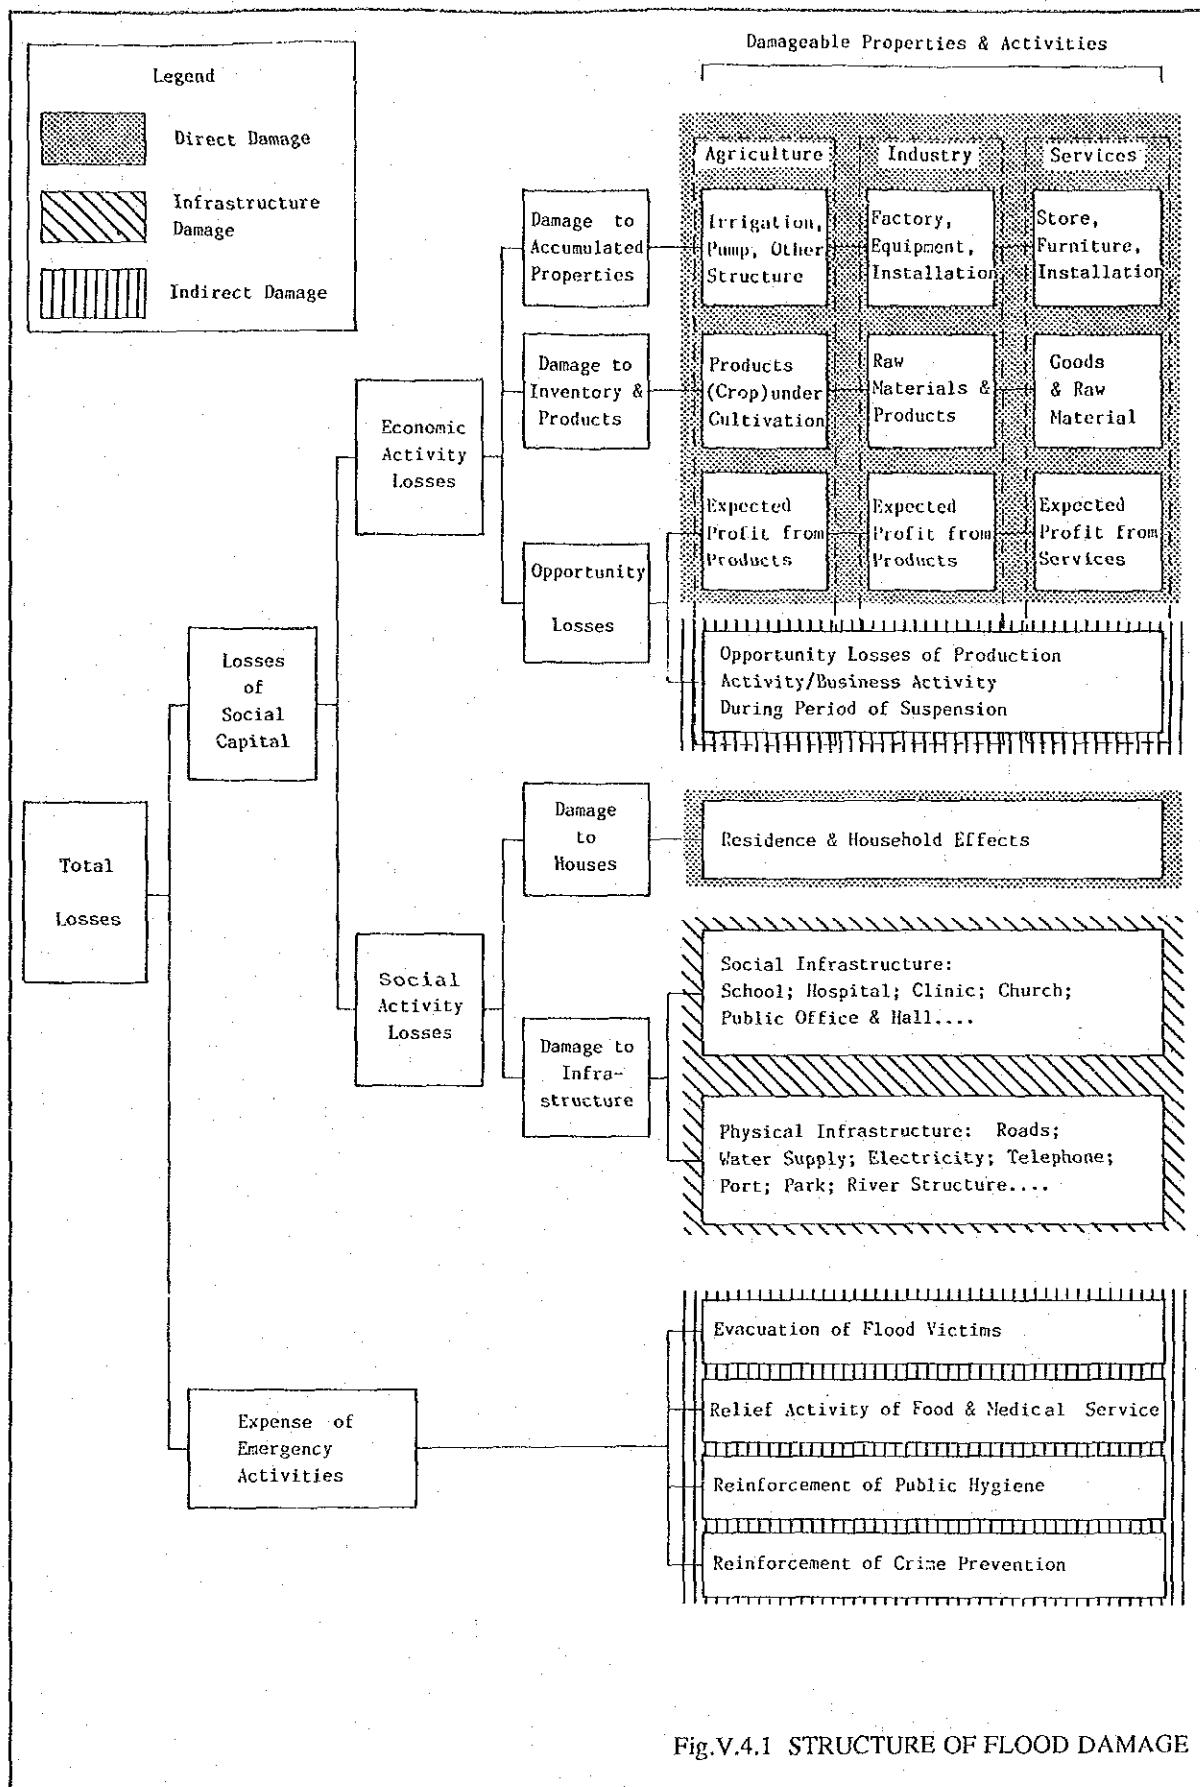 Damageable Properties & Activities
Legend
Direct Damage
Infrastructure
Damage
Indirect Damage
Agriculture
Industry
Services
Damage to
Accumulated
Properties
Irrigation,
Pump, Other
Structure
Factory,
Equipment,
Installation
Store,
Furniture,
Installation
Damage to
Inventory &
Products
Products
(Crop)under
Cultivation
Raw
Materials &
Products
Goods
& Raw
Material
Economic
Activity
Losses
Opportunity
Losses
Expected
Profit from
Products
Expected
Profit from
Products
Expected
Profit from
Services
Opportunity Losses of Production
Activity/Business Activity
During Period of Suspension
Losses
of
Social
Capital
Total
Losses
Damage
to
Houses
Residence & Household Effects
Social
Activity
Losses
Damage to
Infra-
structure
Social Infrastructure:
School; Hospital; Clinic; Church;
Public Office & Hall....
Physical Infrastructure: Roads;
Water Supply; Electricity; Telephone;
Port; Park; River Structure....
Expense of
Emergency
Activities
Evacuation of Flood Victims
Relief Activity of Food & Medical Service
Reinforcement of Public Hygiene
Reinforcement of Crime Prevention
Fig.V.4.1 STRUCTURE OF FLOOD DAMAGE